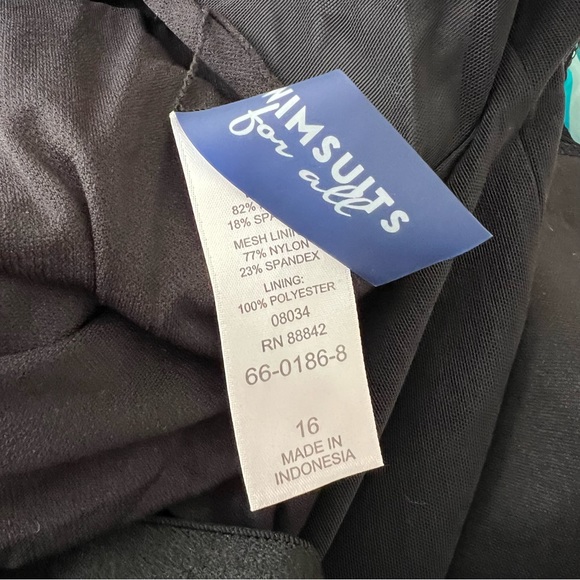 IMSUITS
for all
82%
18% SPA
MESH LINI
77% NYLON
23% SPANDEX
LINING:
100% POLYESTER
08034
RN 88842
66-0186-8
16
MADE IN
INDONESIA